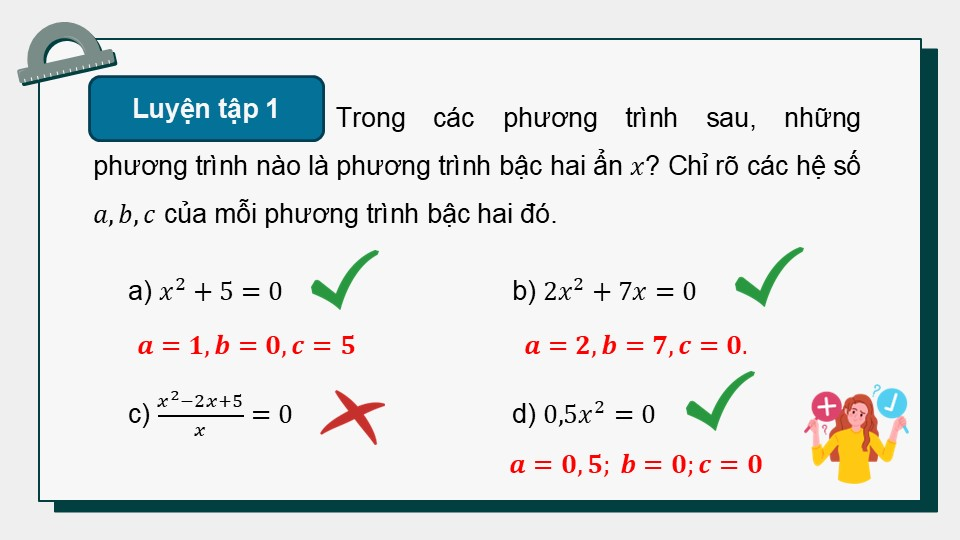 Luyện tập 1
Trong các phương trình sau, những
phương trình nào là phương trình bậc hai ẩn 𝑥? Chỉ rõ các hệ số
𝑎, 𝑏, 𝑐 của mỗi phương trình bậc hai đó.
a) 𝑥² + 5 = 0
b) 2𝑥² + 7𝑥 = 0
𝒂 = 𝟏, 𝒃 = 𝟎, 𝒄 = 𝟓
𝒂 = 𝟐, 𝒃 = 𝟕, 𝒄 = 𝟎.
c) (𝑥²−2𝑥+5)/𝑥 = 0
d) 0,5𝑥² = 0
𝒂 = 𝟎, 𝟓; 𝒃 = 𝟎; 𝒄 = 𝟎